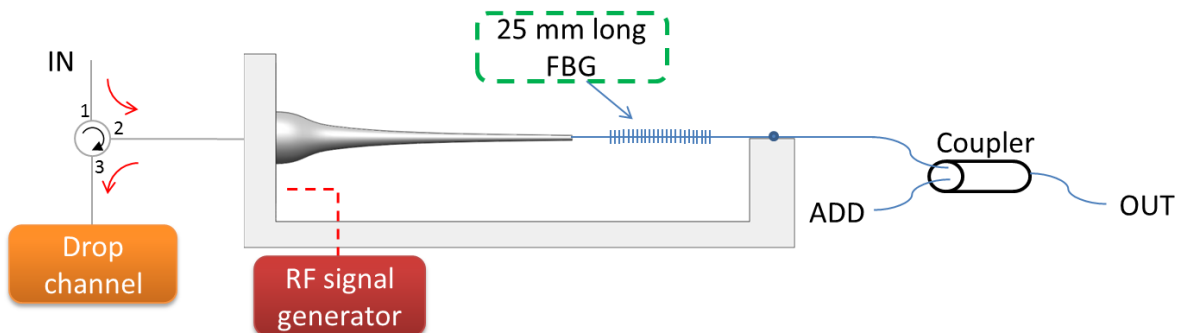 25 mm long
FBG
IN
1
2
3
Coupler
ADD
OUT
Drop
channel
RF signal
generator